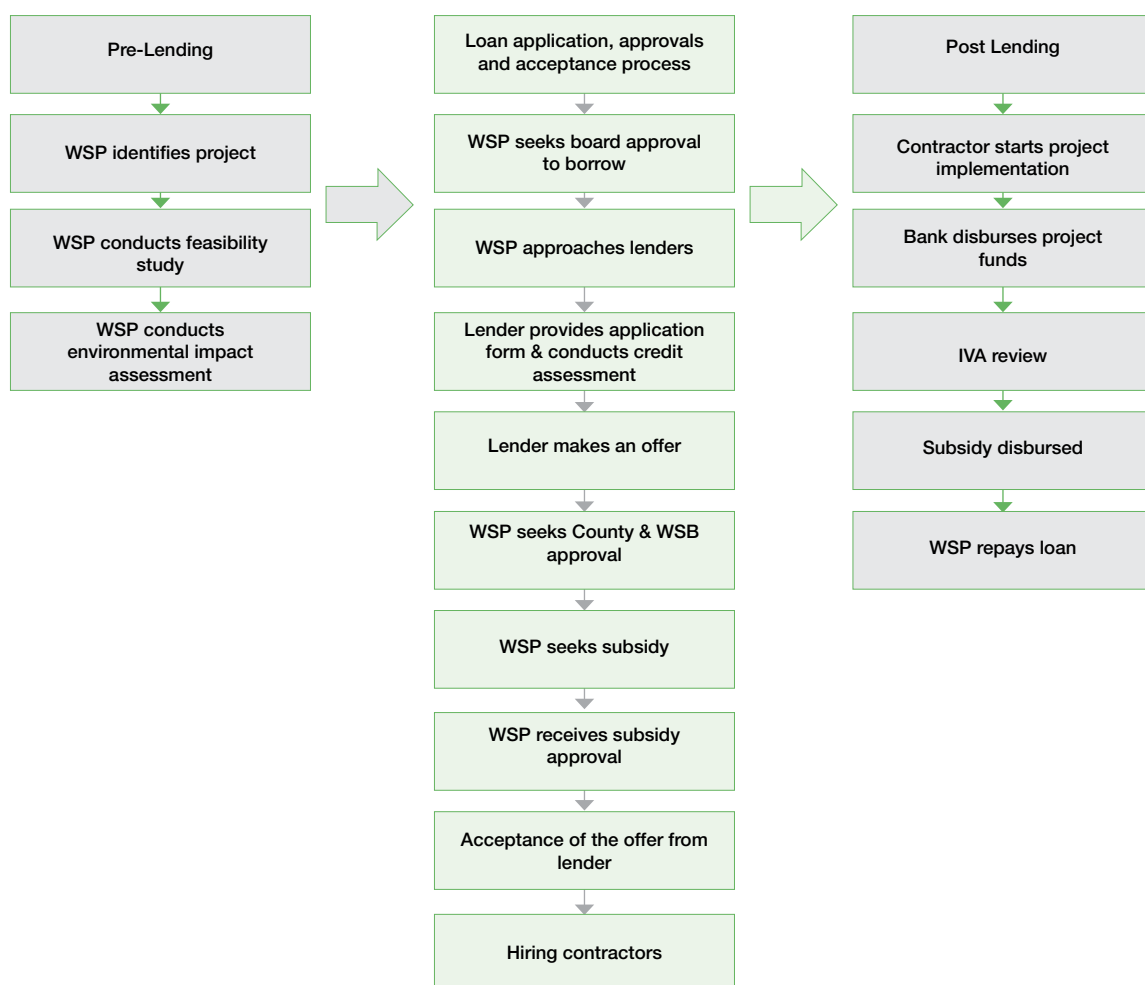 Pre-Lending
WSP identifies project
WSP conducts feasibility
study
WSP conducts
environmental impact
assessment
Loan application, approvals
and acceptance process
WSP seeks board approval
to borrow
WSP approaches lenders
Lender provides application
form & conducts credit
assessment
Lender makes an offer
WSP seeks County & WSB
approval
WSP seeks subsidy
WSP receives subsidy
approval
Acceptance of the offer from
lender
Hiring contractors
Post Lending
Contractor starts project
implementation
Bank disburses project
funds
IVA review
Subsidy disbursed
WSP repays loan